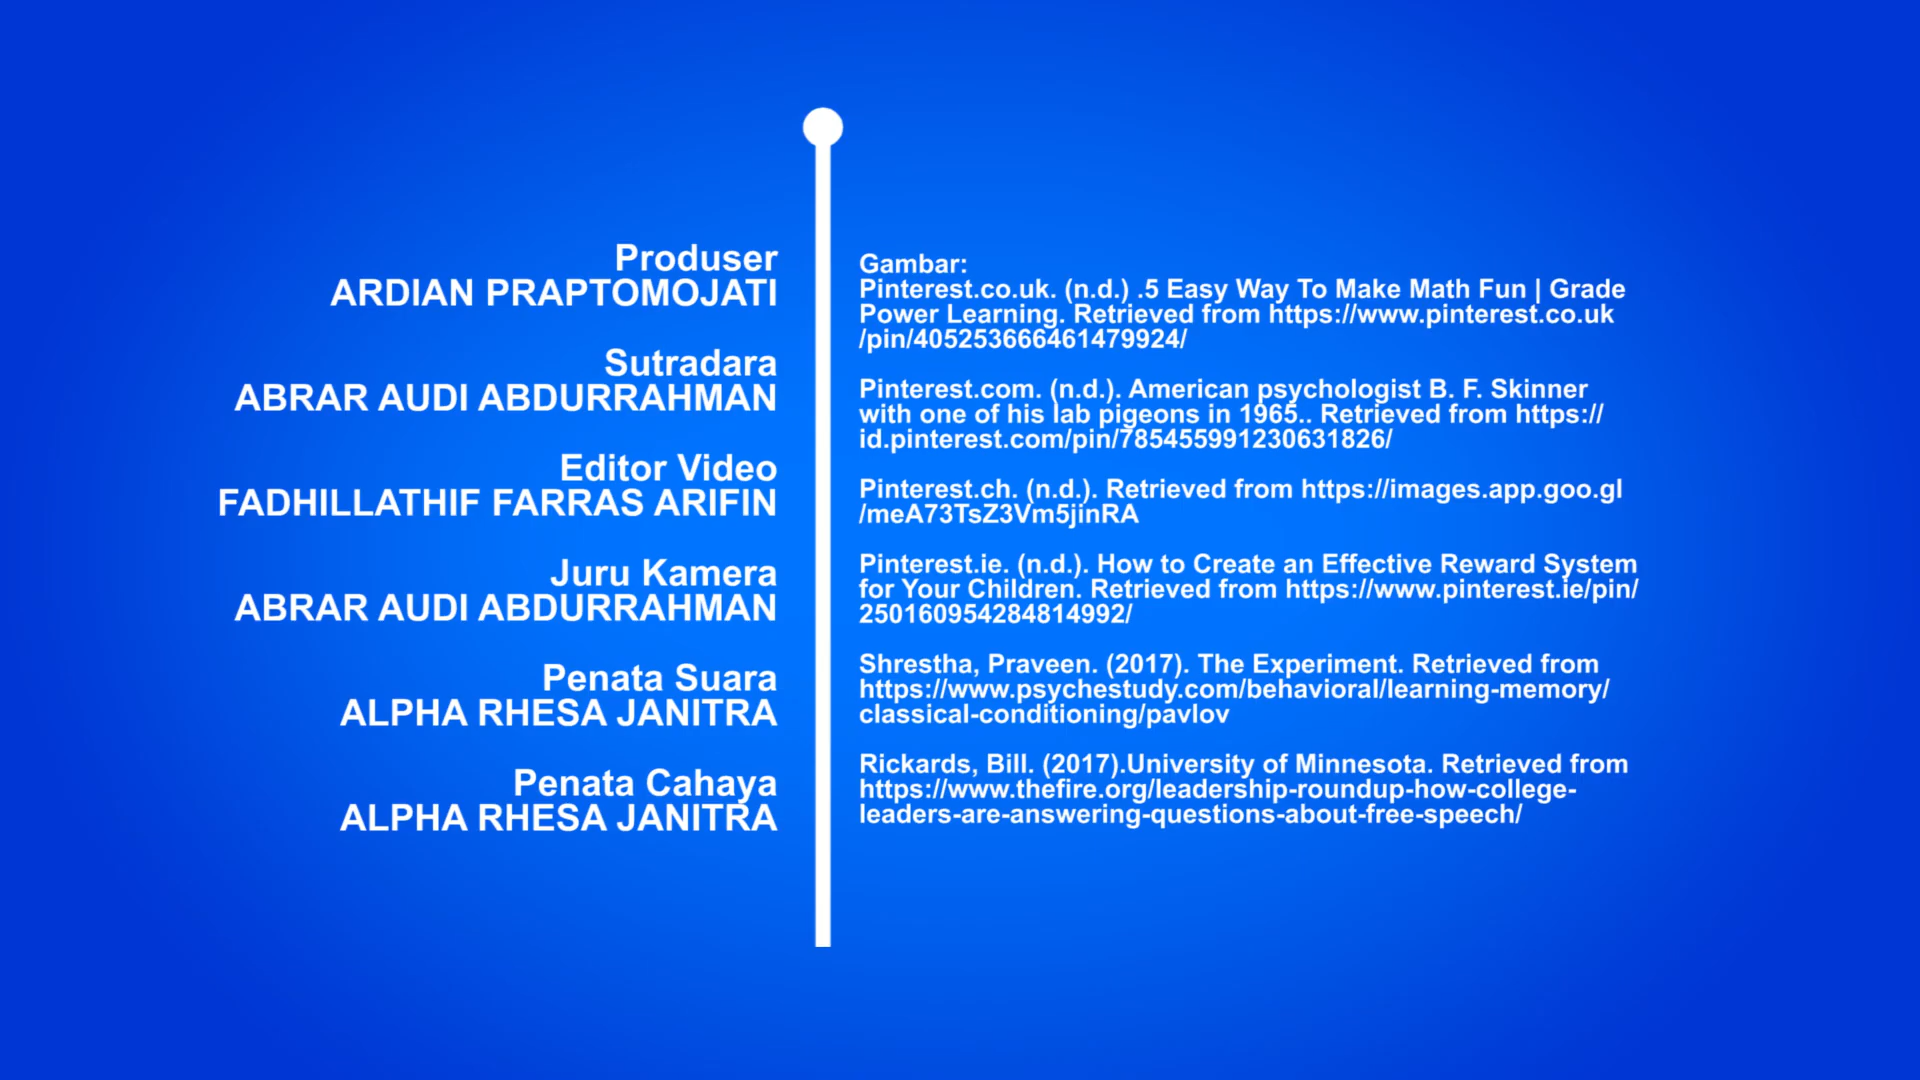 Produser
ARDIAN PRAPTOMOJATI
Sutradara
ABRAR AUDI ABDURRAHMAN
Editor Video
FADHILLATHIF FARRAS ARIFIN
Juru Kamera
ABRAR AUDI ABDURRAHMAN
Penata Suara
ALPHA RHESA JANITRA
Penata Cahaya
ALPHA RHESA JANITRA
Gambar:
Pinterest.co.uk. (n.d.) .5 Easy Way To Make Math Fun | Grade
Power Learning. Retrieved from https://www.pinterest.co.uk
/pin/405253666461479924/
Pinterest.com. (n.d.). American psychologist B. F. Skinner
with one of his lab pigeons in 1965.. Retrieved from https://
id.pinterest.com/pin/785455991230631826/
Pinterest.ch. (n.d.). Retrieved from https://images.app.goo.gl
/meA73TsZ3Vm5jinRA
Pinterest.ie. (n.d.). How to Create an Effective Reward System
for Your Children. Retrieved from https://www.pinterest.ie/pin/
250160954284814992/
Shrestha, Praveen. (2017). The Experiment. Retrieved from
https://www.psychestudy.com/behavioral/learning-memory/
classical-conditioning/pavlov
Rickards, Bill. (2017).University of Minnesota. Retrieved from
https://www.thefire.org/leadership-roundup-how-college-
leaders-are-answering-questions-about-free-speech/